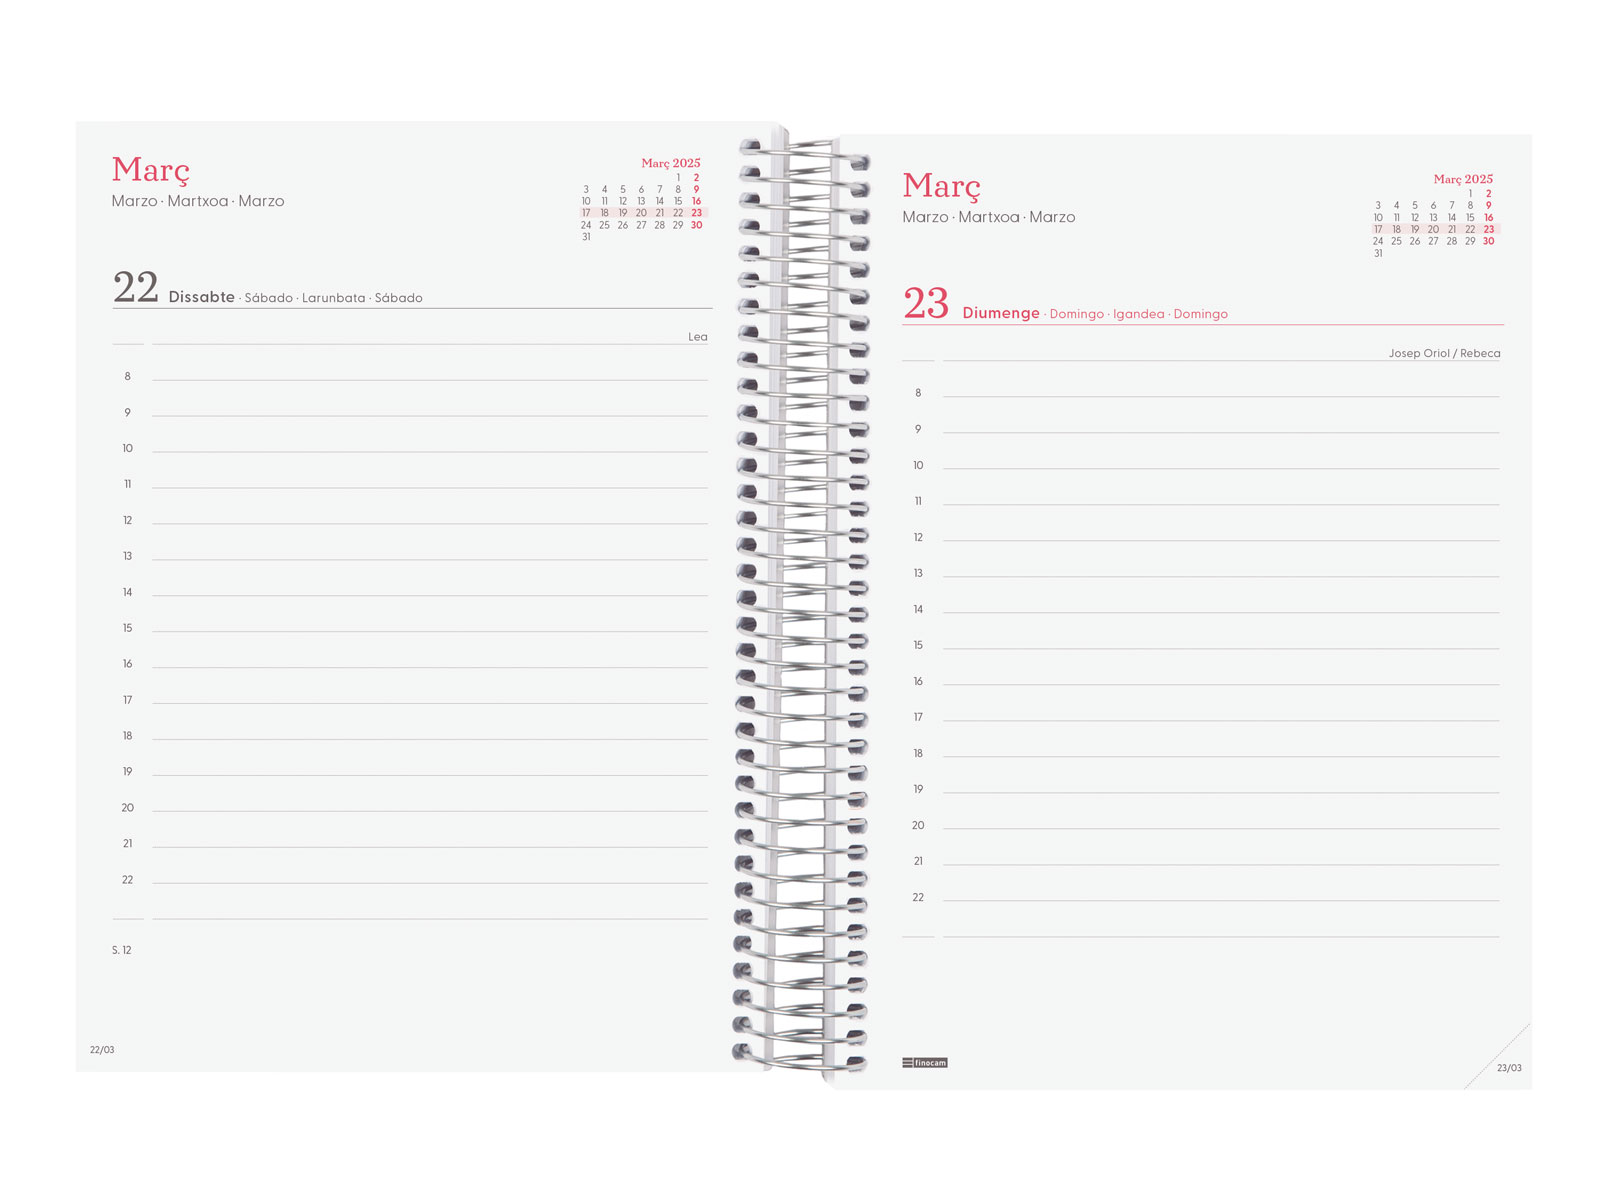 Març
Marzo · Martxoa · Marzo
Març 2025
1 2
3 4 5 6 7 8 9
10 11 12 13 14 15 16
17 18 19 20 21 22 23
24 25 26 27 28 29 30
31
22 Dissabte · Sábado · Larunbata · Sábado
Lea
8
9
10
11
12
13
14
15
16
17
18
19
20
21
22
S. 12
22/03
Març
Marzo · Martxoa · Marzo
Març 2025
1 2
3 4 5 6 7 8 9
10 11 12 13 14 15 16
17 18 19 20 21 22 23
24 25 26 27 28 29 30
31
23 Diumenge · Domingo · Igandea · Domingo
Josep Oriol / Rebeca
8
9
10
11
12
13
14
15
16
17
18
19
20
21
22
finocam
23/03